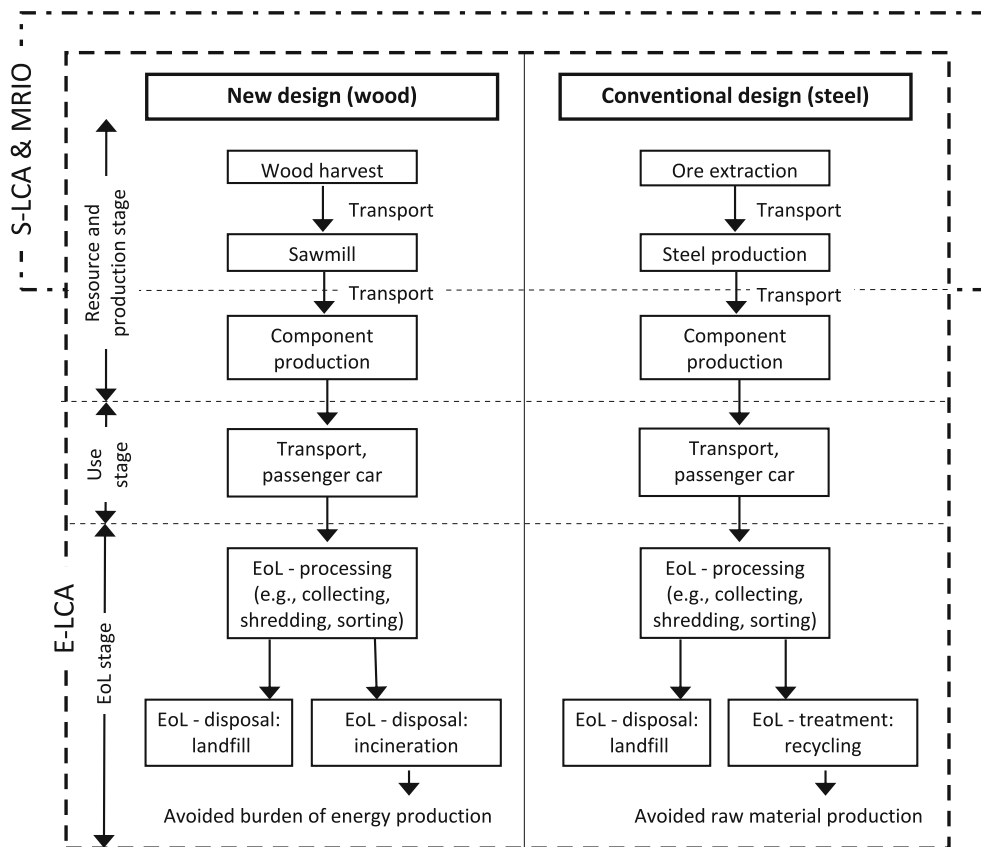 S-LCA & MRIO
E-LCA
Resource and
production stage
Use
stage
EoL stage
New design (wood)
Wood harvest
Transport
Sawmill
Transport
Component
production
Transport,
passenger car
EoL - processing
(e.g., collecting,
shredding, sorting)
EoL - disposal:
landfill
EoL - disposal:
incineration
Avoided burden of energy production
Conventional design (steel)
Ore extraction
Transport
Steel production
Transport
Component
production
Transport,
passenger car
EoL - processing
(e.g., collecting,
shredding, sorting)
EoL - disposal:
landfill
EoL - treatment:
recycling
Avoided raw material production